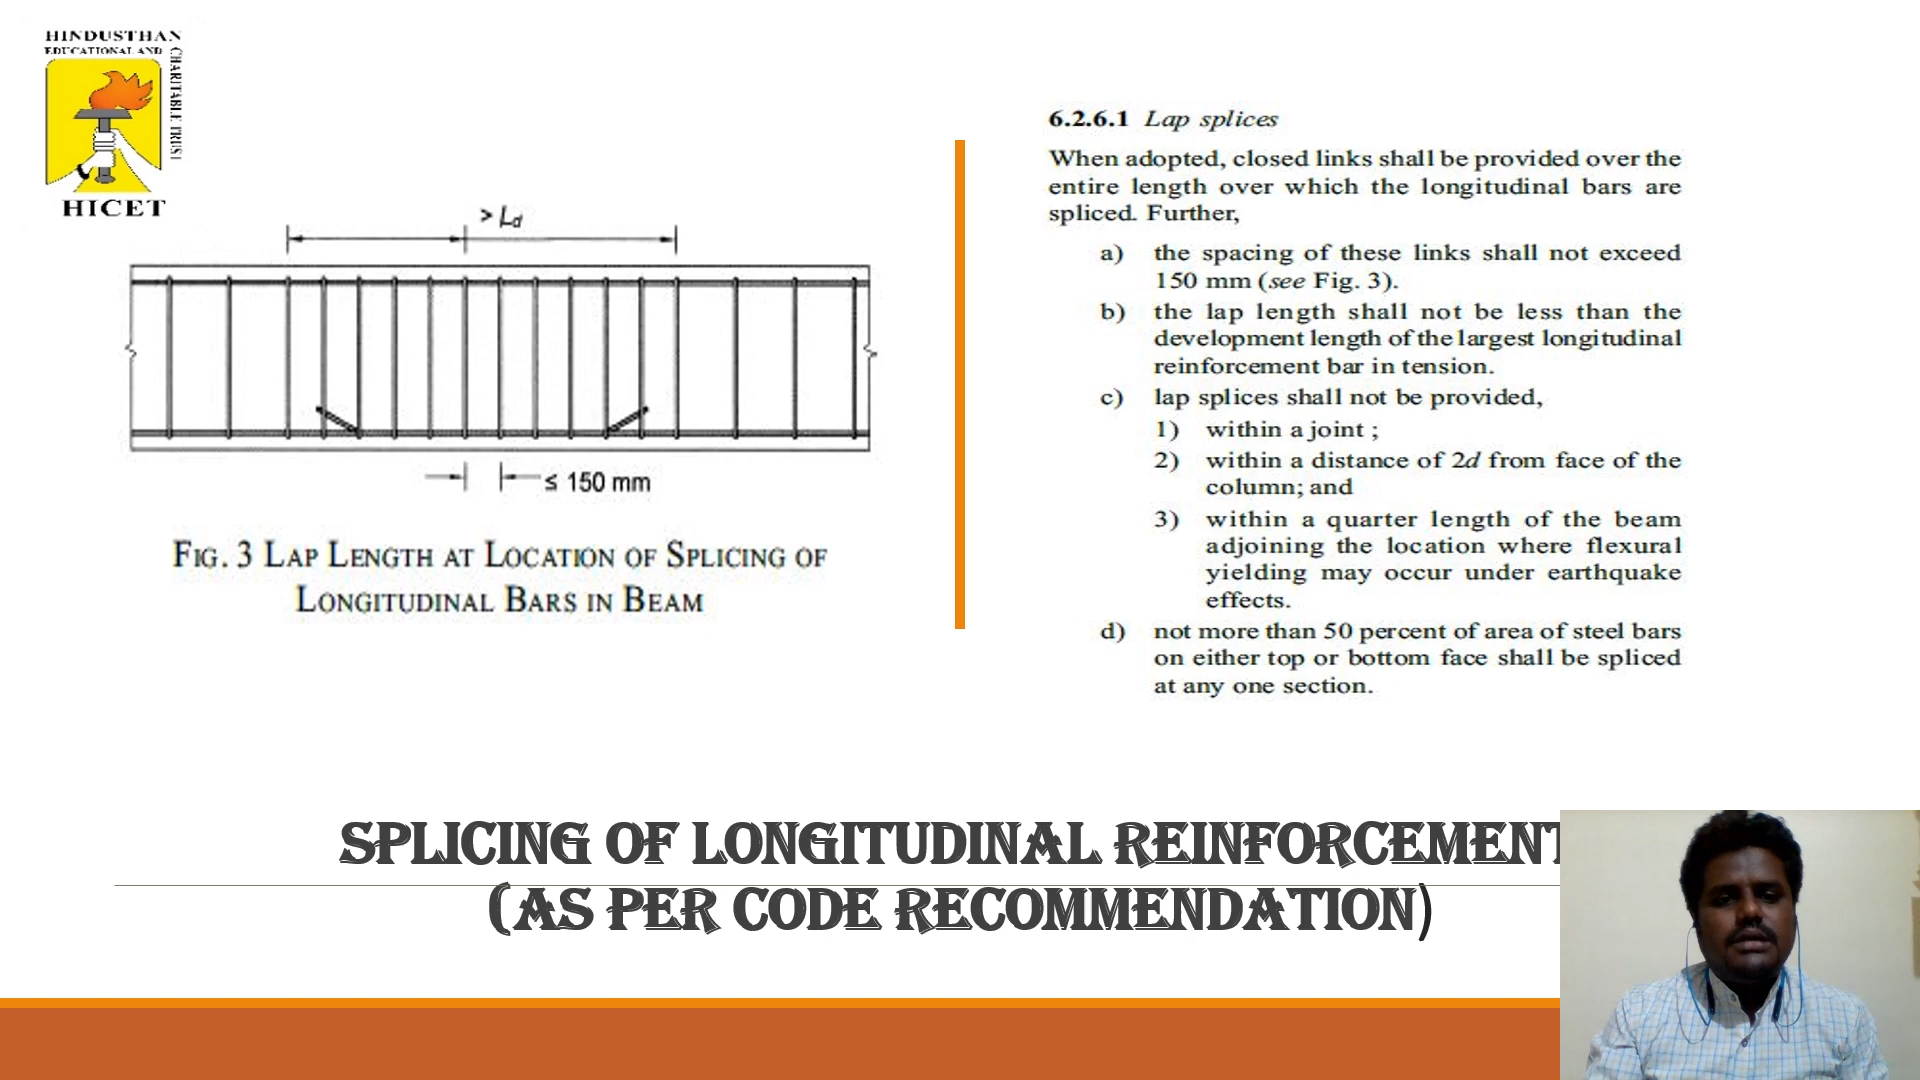 HINDUSTHAN
EDUCATIONAL AND
CHARITABLE TRUST
HICET
> Ld
≤ 150 mm
FIG. 3 LAP LENGTH AT LOCATION OF SPLICING OF
LONGITUDINAL BARS IN BEAM
6.2.6.1 Lap splices
When adopted, closed links shall be provided over the
entire length over which the longitudinal bars are
spliced. Further,
a) the spacing of these links shall not exceed
150 mm (see Fig. 3).
b) the lap length shall not be less than the
development length of the largest longitudinal
reinforcement bar in tension.
c) lap splices shall not be provided,
1) within a joint ;
2) within a distance of 2d from face of the
column; and
3) within a quarter length of the beam
adjoining the location where flexural
yielding may occur under earthquake
effects.
d) not more than 50 percent of area of steel bars
on either top or bottom face shall be spliced
at any one section.
SPLICING OF LONGITUDINAL REINFORCEMENT
(AS PER CODE RECOMMENDATION)